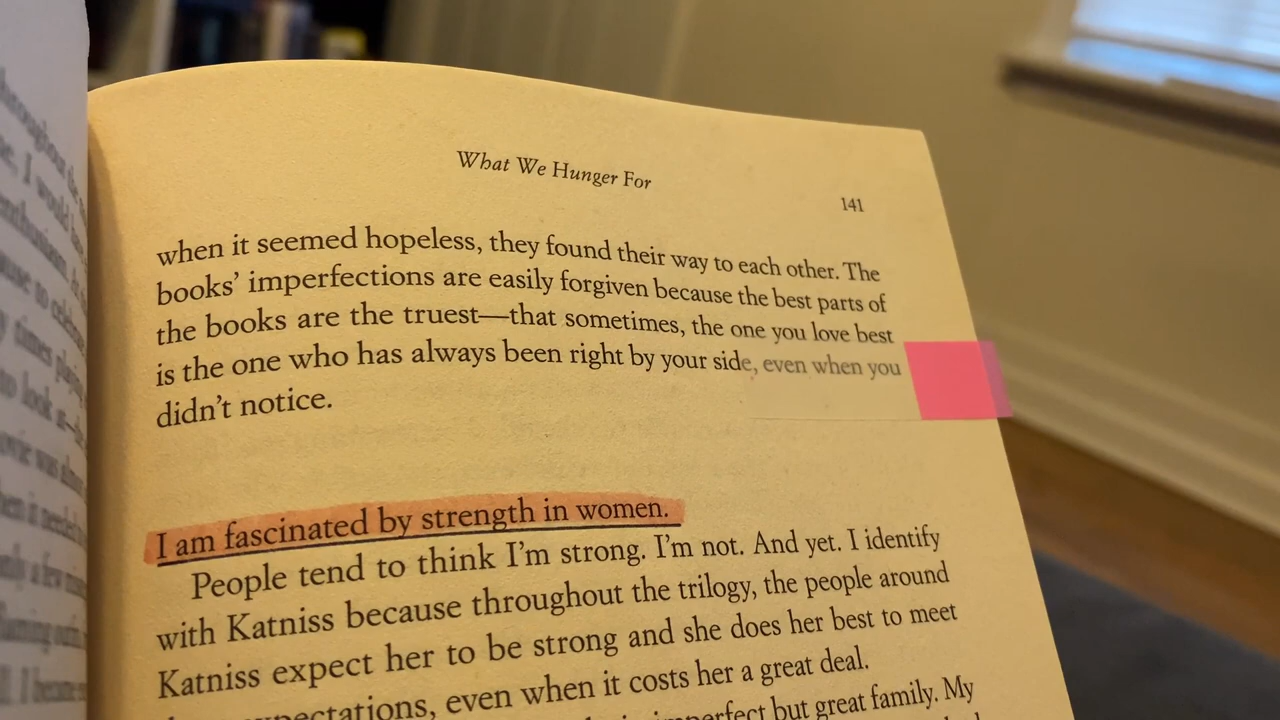 What We Hunger For
141
when it seemed hopeless, they found their way to each other. The
books' imperfections are easily forgiven because the best parts of
the books are the truest—that sometimes, the one you love best
is the one who has always been right by your side, even when you
didn't notice.
I am fascinated by strength in women.
People tend to think I'm strong. I'm not. And yet. I identify
with Katniss because throughout the trilogy, the people around
Katniss expect her to be strong and she does her best to meet
expectations, even when it costs her a great deal.
imperfect but great family. My